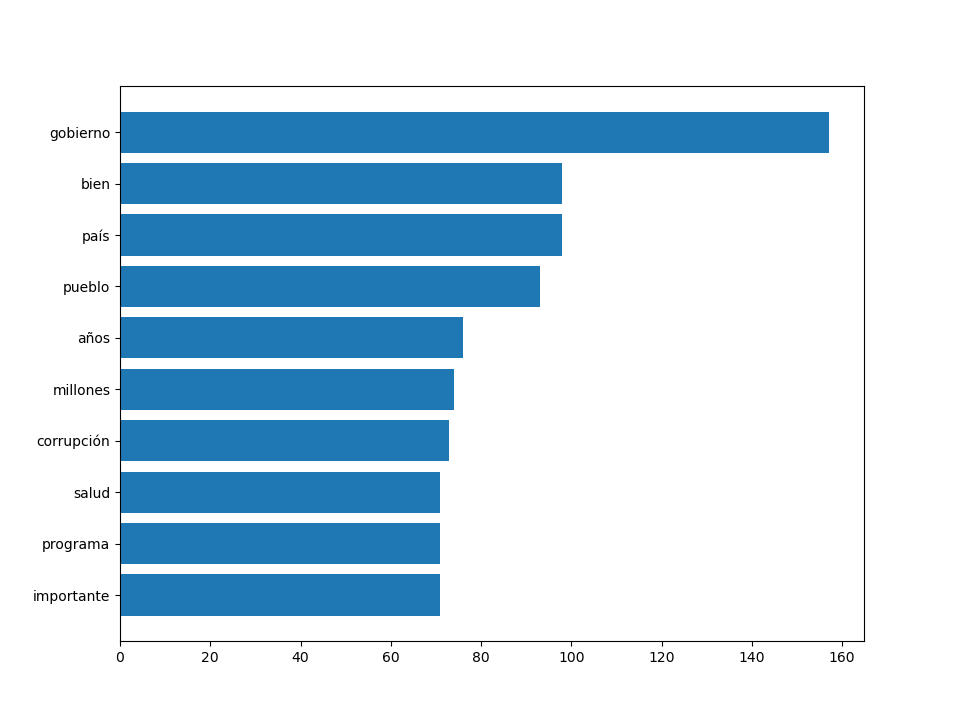 gobierno
bien
país
pueblo
años
millones
corrupción
salud
programa
importante
0 20 40 60 80 100 120 140 160